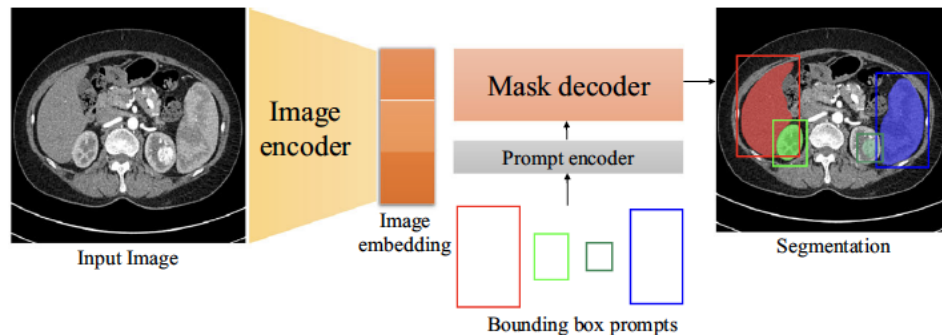 Input Image
Image
encoder
Image
embedding
Mask decoder
Prompt encoder
Bounding box prompts
Segmentation